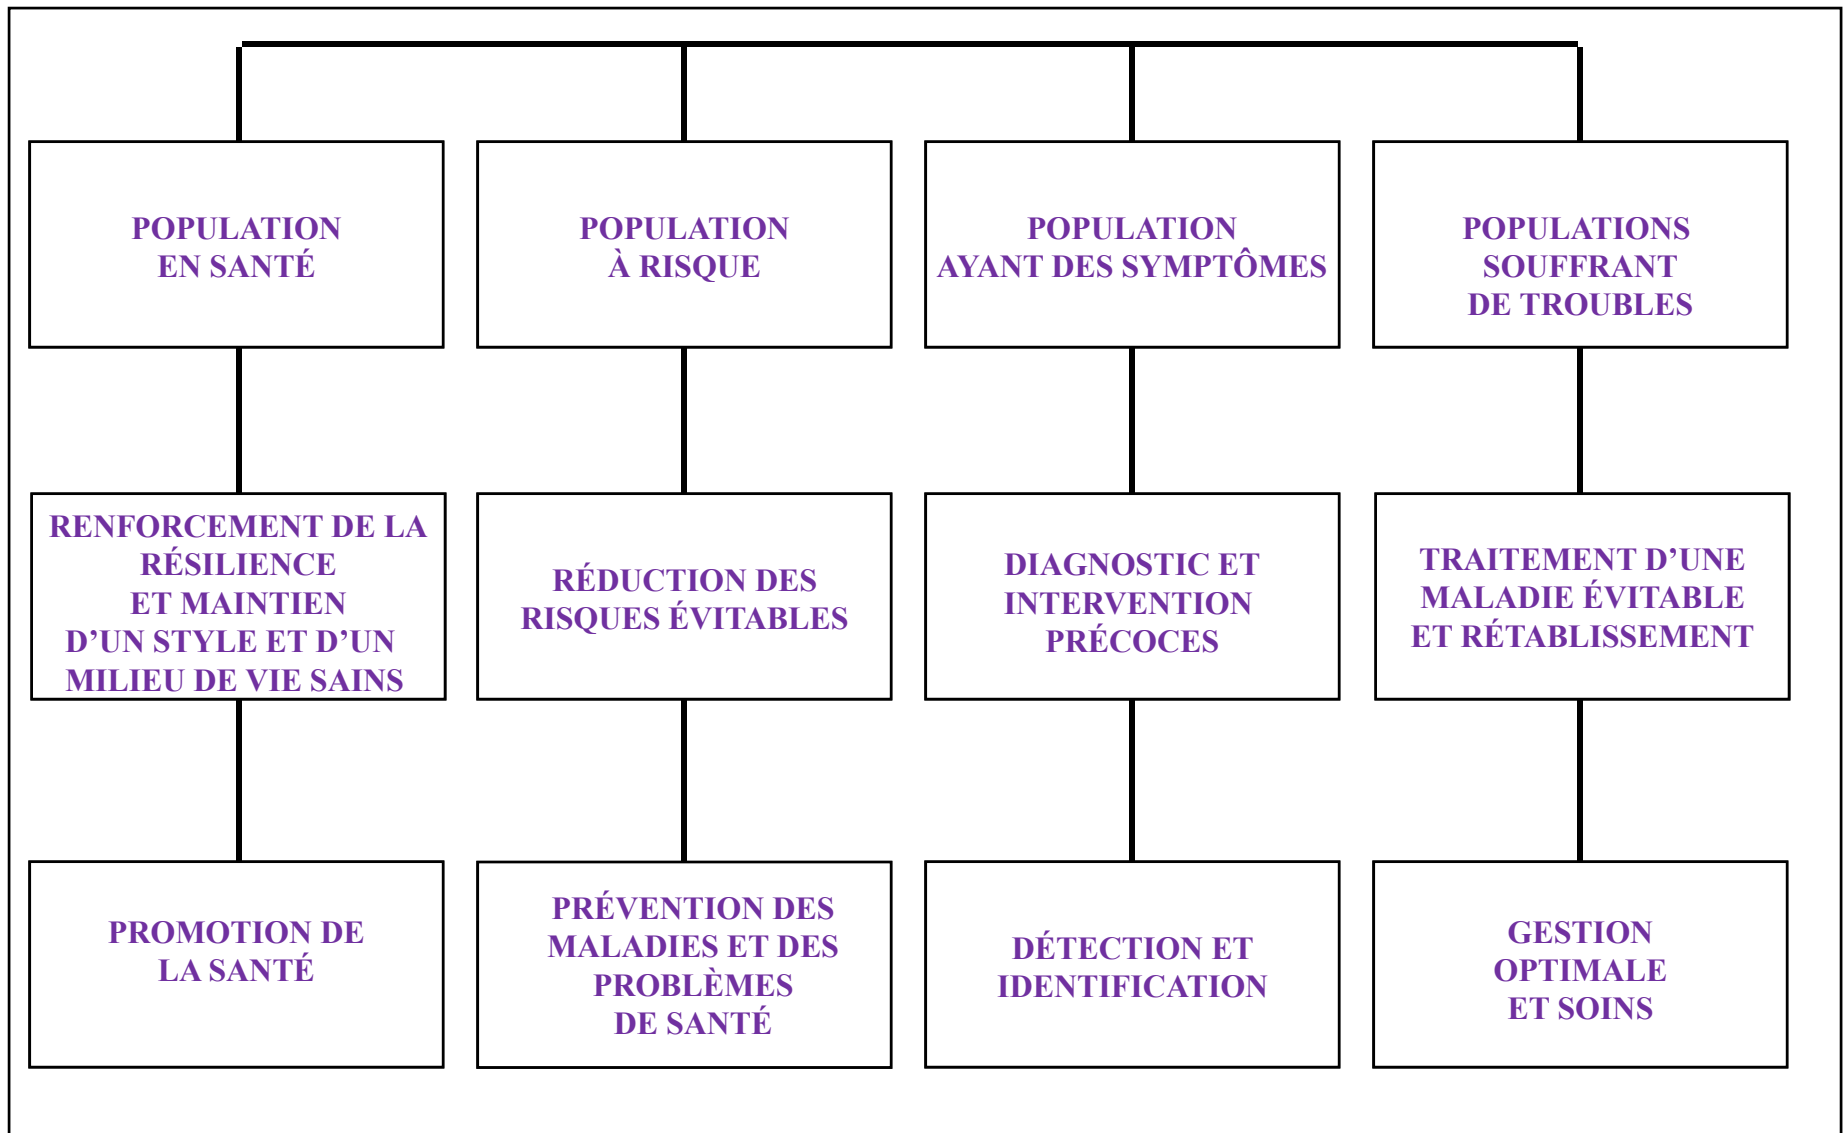 POPULATION
EN SANTÉ
POPULATION
À RISQUE
POPULATION
AYANT DES SYMPTÔMES
POPULATIONS
SOUFFRANT
DE TROUBLES
RENFORCEMENT DE LA
RÉSILIENCE
ET MAINTIEN
D’UN STYLE ET D’UN
MILIEU DE VIE SAINS
RÉDUCTION DES
RISQUES ÉVITABLES
DIAGNOSTIC ET
INTERVENTION
PRÉCOCES
TRAITEMENT D’UNE
MALADIE ÉVITABLE
ET RÉTABLISSEMENT
PROMOTION DE
LA SANTÉ
PRÉVENTION DES
MALADIES ET DES
PROBLÈMES
DE SANTÉ
DÉTECTION ET
IDENTIFICATION
GESTION
OPTIMALE
ET SOINS